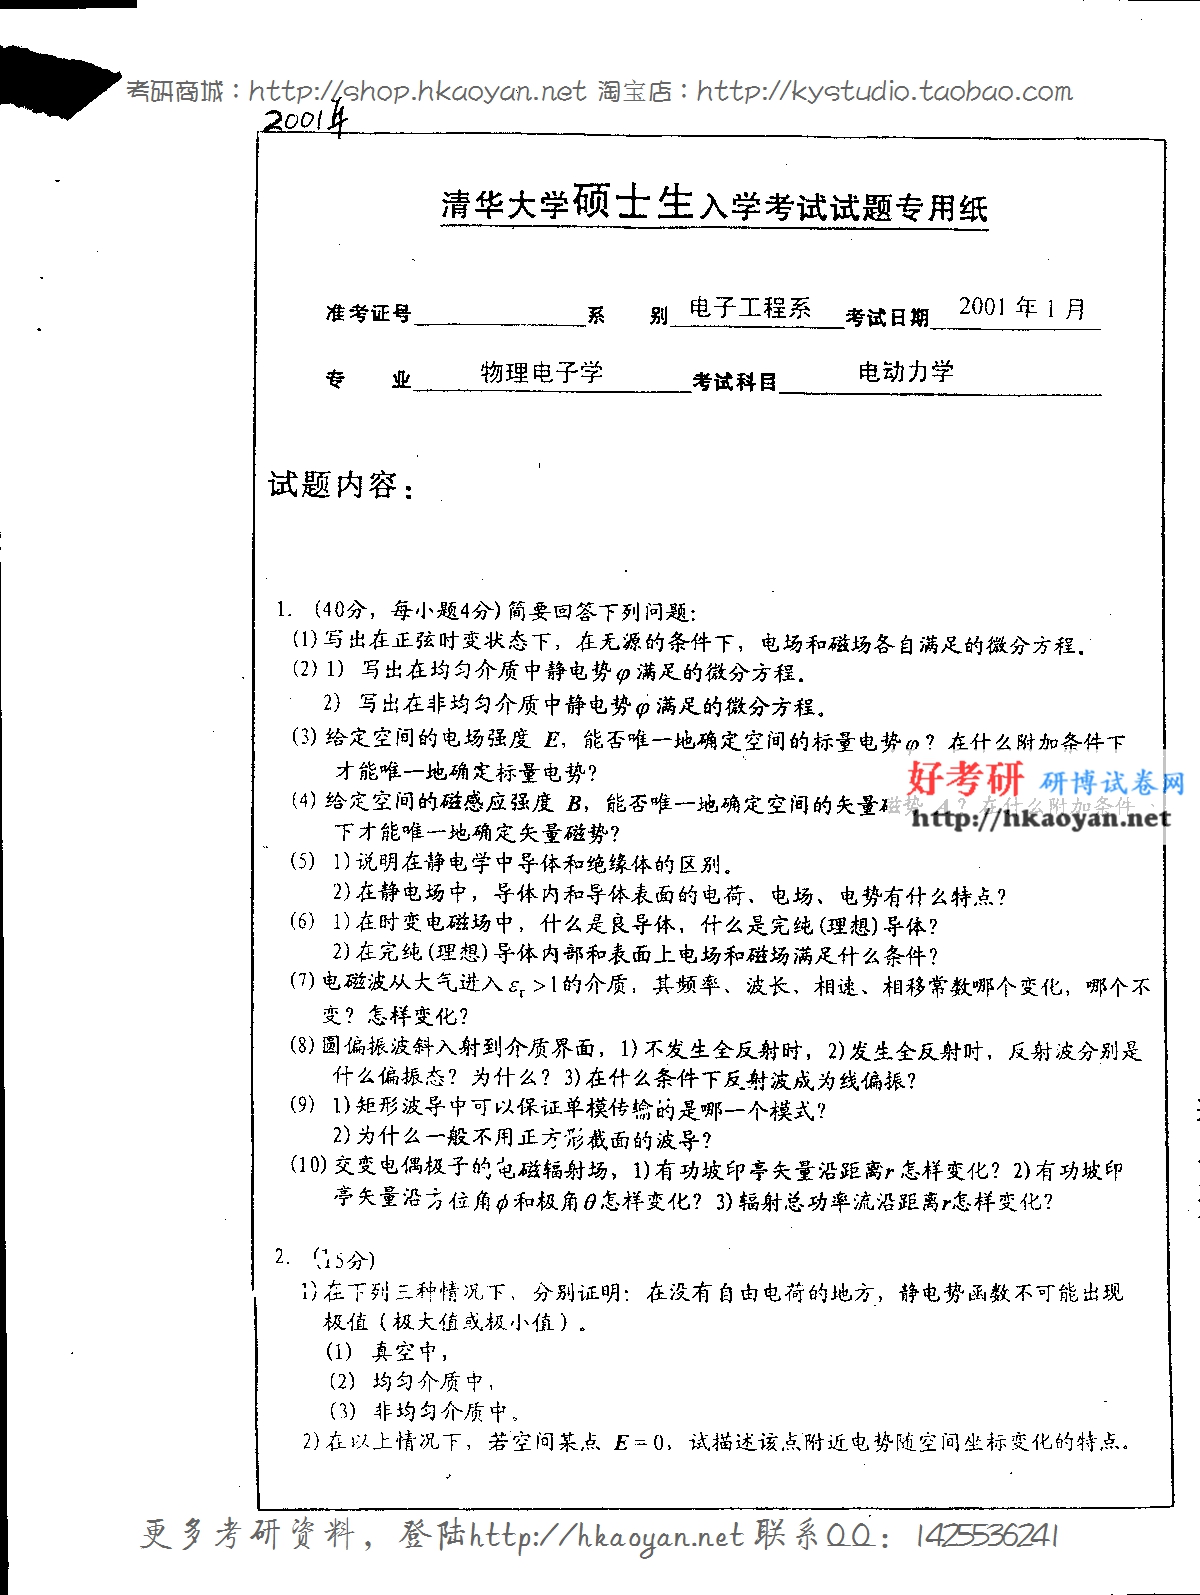 考研商城：http://shop.hkaoyan.net 淘宝店：http://kystudio.taobao.com
2001年
清华大学硕士生入学考试试题专用纸
准考证号 系 别 电子工程系 考试日期 2001年1月
专 业 物理电子学 考试科目 电动力学
试题内容：
1. (40分，每小题4分)简要回答下列问题:
(1)写出在正弦时变状态下，在无源的条件下，电场和磁场各自满足的微分方程。
(2) 1) 写出在均匀介质中静电势φ满足的微分方程。
2) 写出在非均匀介质中静电势φ满足的微分方程。
(3)给定空间的电场强度 E，能否唯一地确定空间的标量电势φ？在什么附加条件下
才能唯一地确定标量电势？
(4)给定空间的磁感应强度 B，能否唯一地确定空间的矢量磁势 A？在什么附加条件
下才能唯一地确定矢量磁势？
好考研 研博试卷网
http://hkaoyan.net
(5) 1)说明在静电学中导体和绝缘体的区别。
2)在静电场中，导体内和导体表面的电荷、电场、电势有什么特点？
(6) 1)在时变电磁场中，什么是良导体，什么是完纯(理想)导体？
2)在完纯(理想)导体内部和表面上电场和磁场满足什么条件？
(7)电磁波从大气进入εr>1的介质，其频率、波长、相速、相移常数哪个变化，哪个不
变？怎样变化？
(8)圆偏振波斜入射到介质界面，1)不发生全反射时，2)发生全反射时，反射波分别是
什么偏振态？为什么？3)在什么条件下反射波成为线偏振？
(9) 1)矩形波导中可以保证单模传输的是哪一个模式？
2)为什么一般不用正方形截面的波导？
(10)交变电偶极子的电磁辐射场，1)有功坡印亭矢量沿距离r怎样变化？2)有功坡印
亭矢量沿方位角φ和极角θ怎样变化？3)辐射总功率流沿距离r怎样变化？
2. (15分)
1)在下列三种情况下，分别证明：在没有自由电荷的地方，静电势函数不可能出现
极值（极大值或极小值）。
(1) 真空中，
(2) 均匀介质中，
(3) 非均匀介质中。
2)在以上情况下，若空间某点 E=0，试描述该点附近电势随空间坐标变化的特点。
更多考研资料，登陆http://hkaoyan.net 联系QQ：1425536241